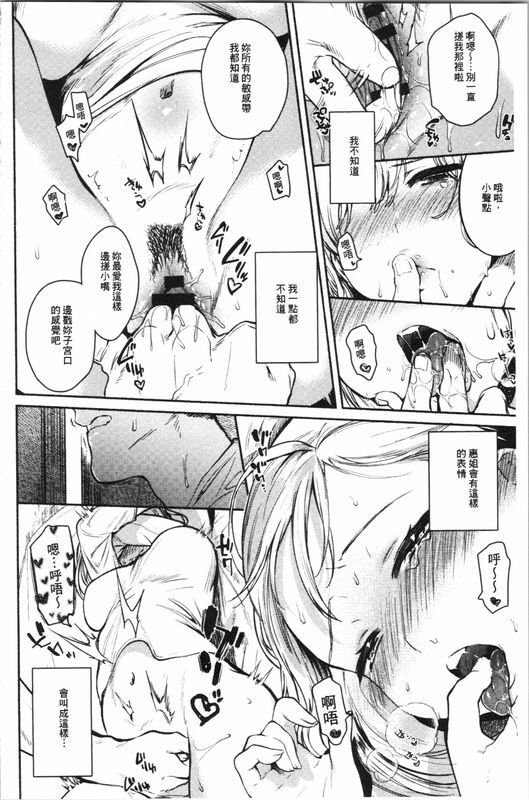 啊嗯～…別一直
搓我那裡啦
我
不知道
哦啦，
小聲點
啊嗯
妳所有的敏感帶
我都知道
嗯唔
嗯唔
啊嗯
我一點都
不知道
妳最愛我這樣
邊搓小嘴
邊戳妳子宮口
的感覺吧
惠姐會有這樣
的表情
呼～
啊唔
嗯…呼唔～
會叫成這樣…